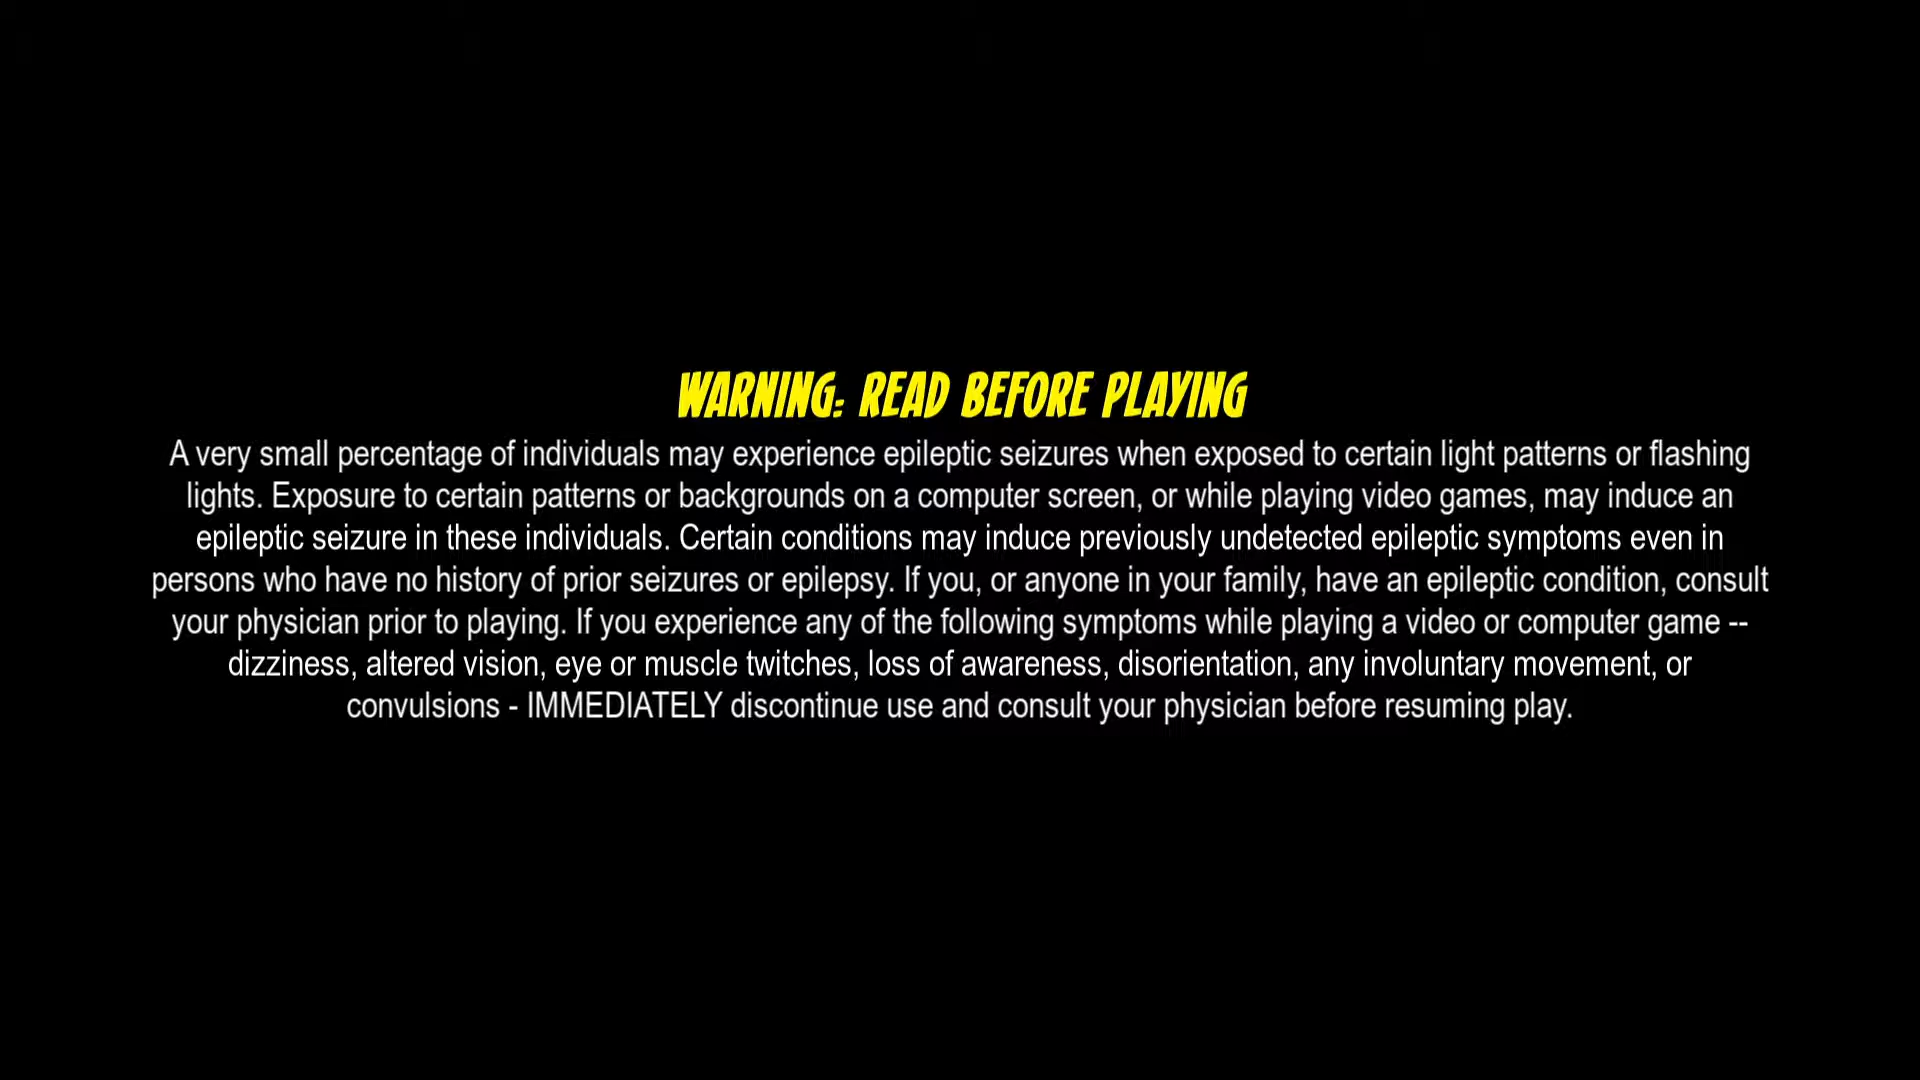 WARNING: READ BEFORE PLAYING
A very small percentage of individuals may experience epileptic seizures when exposed to certain light patterns or flashing
lights. Exposure to certain patterns or backgrounds on a computer screen, or while playing video games, may induce an
epileptic seizure in these individuals. Certain conditions may induce previously undetected epileptic symptoms even in
persons who have no history of prior seizures or epilepsy. If you, or anyone in your family, have an epileptic condition, consult
your physician prior to playing. If you experience any of the following symptoms while playing a video or computer game --
dizziness, altered vision, eye or muscle twitches, loss of awareness, disorientation, any involuntary movement, or
convulsions - IMMEDIATELY discontinue use and consult your physician before resuming play.